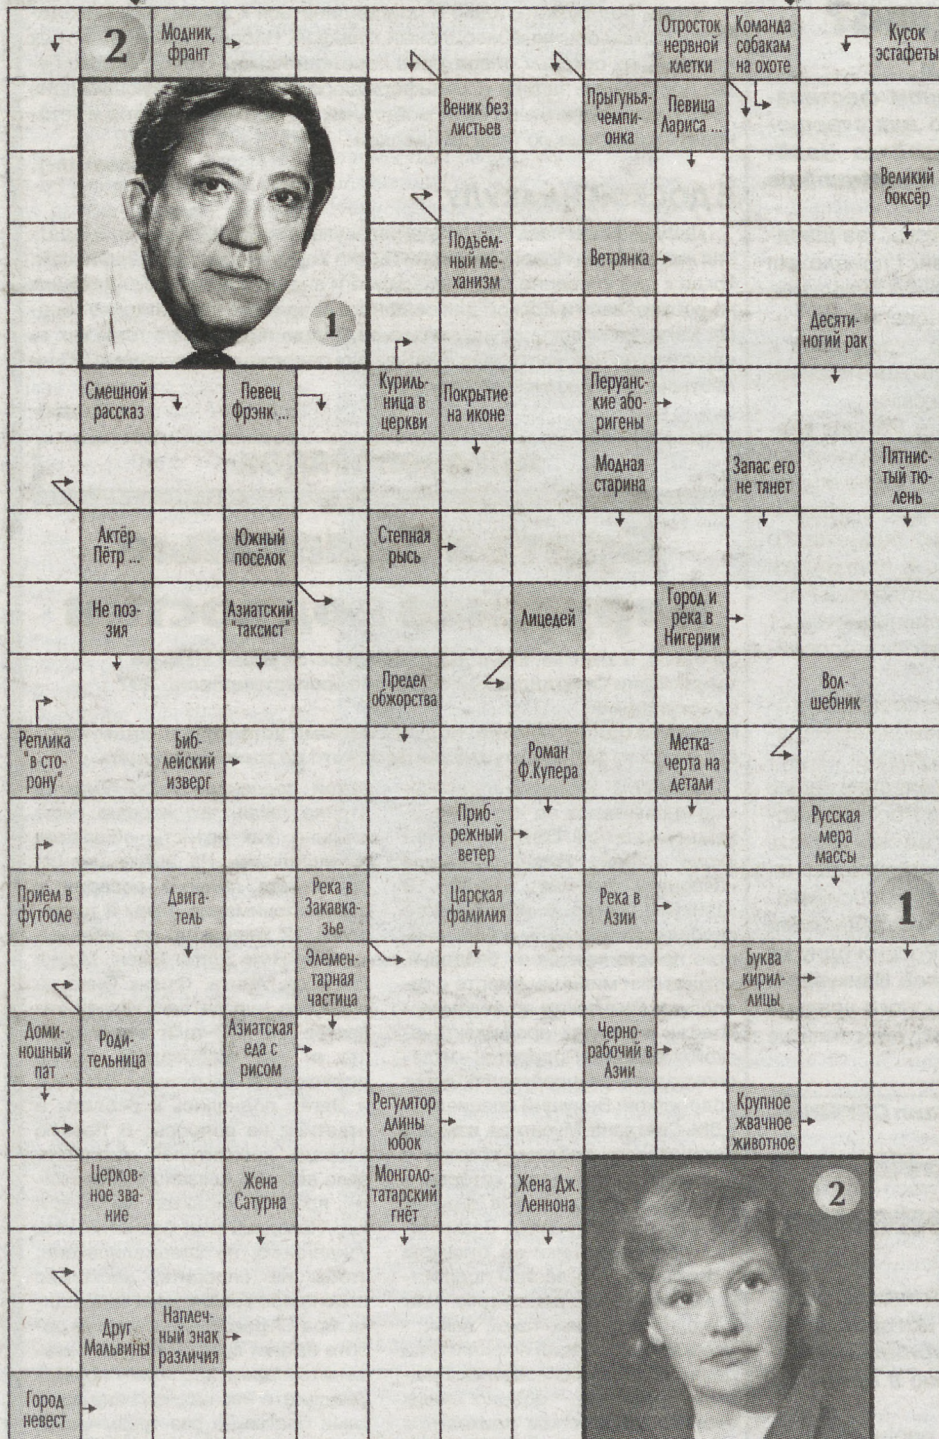 2
Модник,
франт
Отросток
нервной
клетки
Команда
собакам
на охоте
Кусок
эстафеты
Веник без
листьев
Прыгунья-
чемпи-
онка
Певица
Лариса ...
Великий
боксёр
Подъём-
ный ме-
ханизм
Ветрянка
1
Десяти-
ногий рак
Смешной
рассказ
Певец
Фрэнк ...
Куриль-
ница в
церкви
Покрытие
на иконе
Перуанс-
кие або-
ригены
Модная
старина
Запас его
не тянет
Пятнис-
тый тю-
лень
Актёр
Пётр ...
Южный
посёлок
Степная
рысь
Не поэ-
зия
Азиатский
"таксист"
Лицедей
Город и
река в
Нигерии
Предел
обжорства
Вол-
шебник
Реплика
"в сто-
рону"
Биб-
лейский
изверг
Роман
Ф.Купера
Метка-
черта на
детали
Приб-
режный
ветер
Русская
мера
массы
Приём в
футболе
Двига-
тель
Река в
Закавка-
зье
Царская
фамилия
Река в
Азии
1
Элемен-
тарная
частица
Буква
кирил-
лицы
Доми-
ношный
пат
Роди-
тельница
Азиатская
еда с
рисом
Черно-
рабочий в
Азии
Регулятор
длины
юбок
Крупное
жвачное
животное
Церков-
ное зва-
ние
Жена
Сатурна
Монголо-
татарский
гнёт
Жена Дж.
Леннона
2
Друг
Мальвины
Наплеч-
ный знак
различия
Город
невест